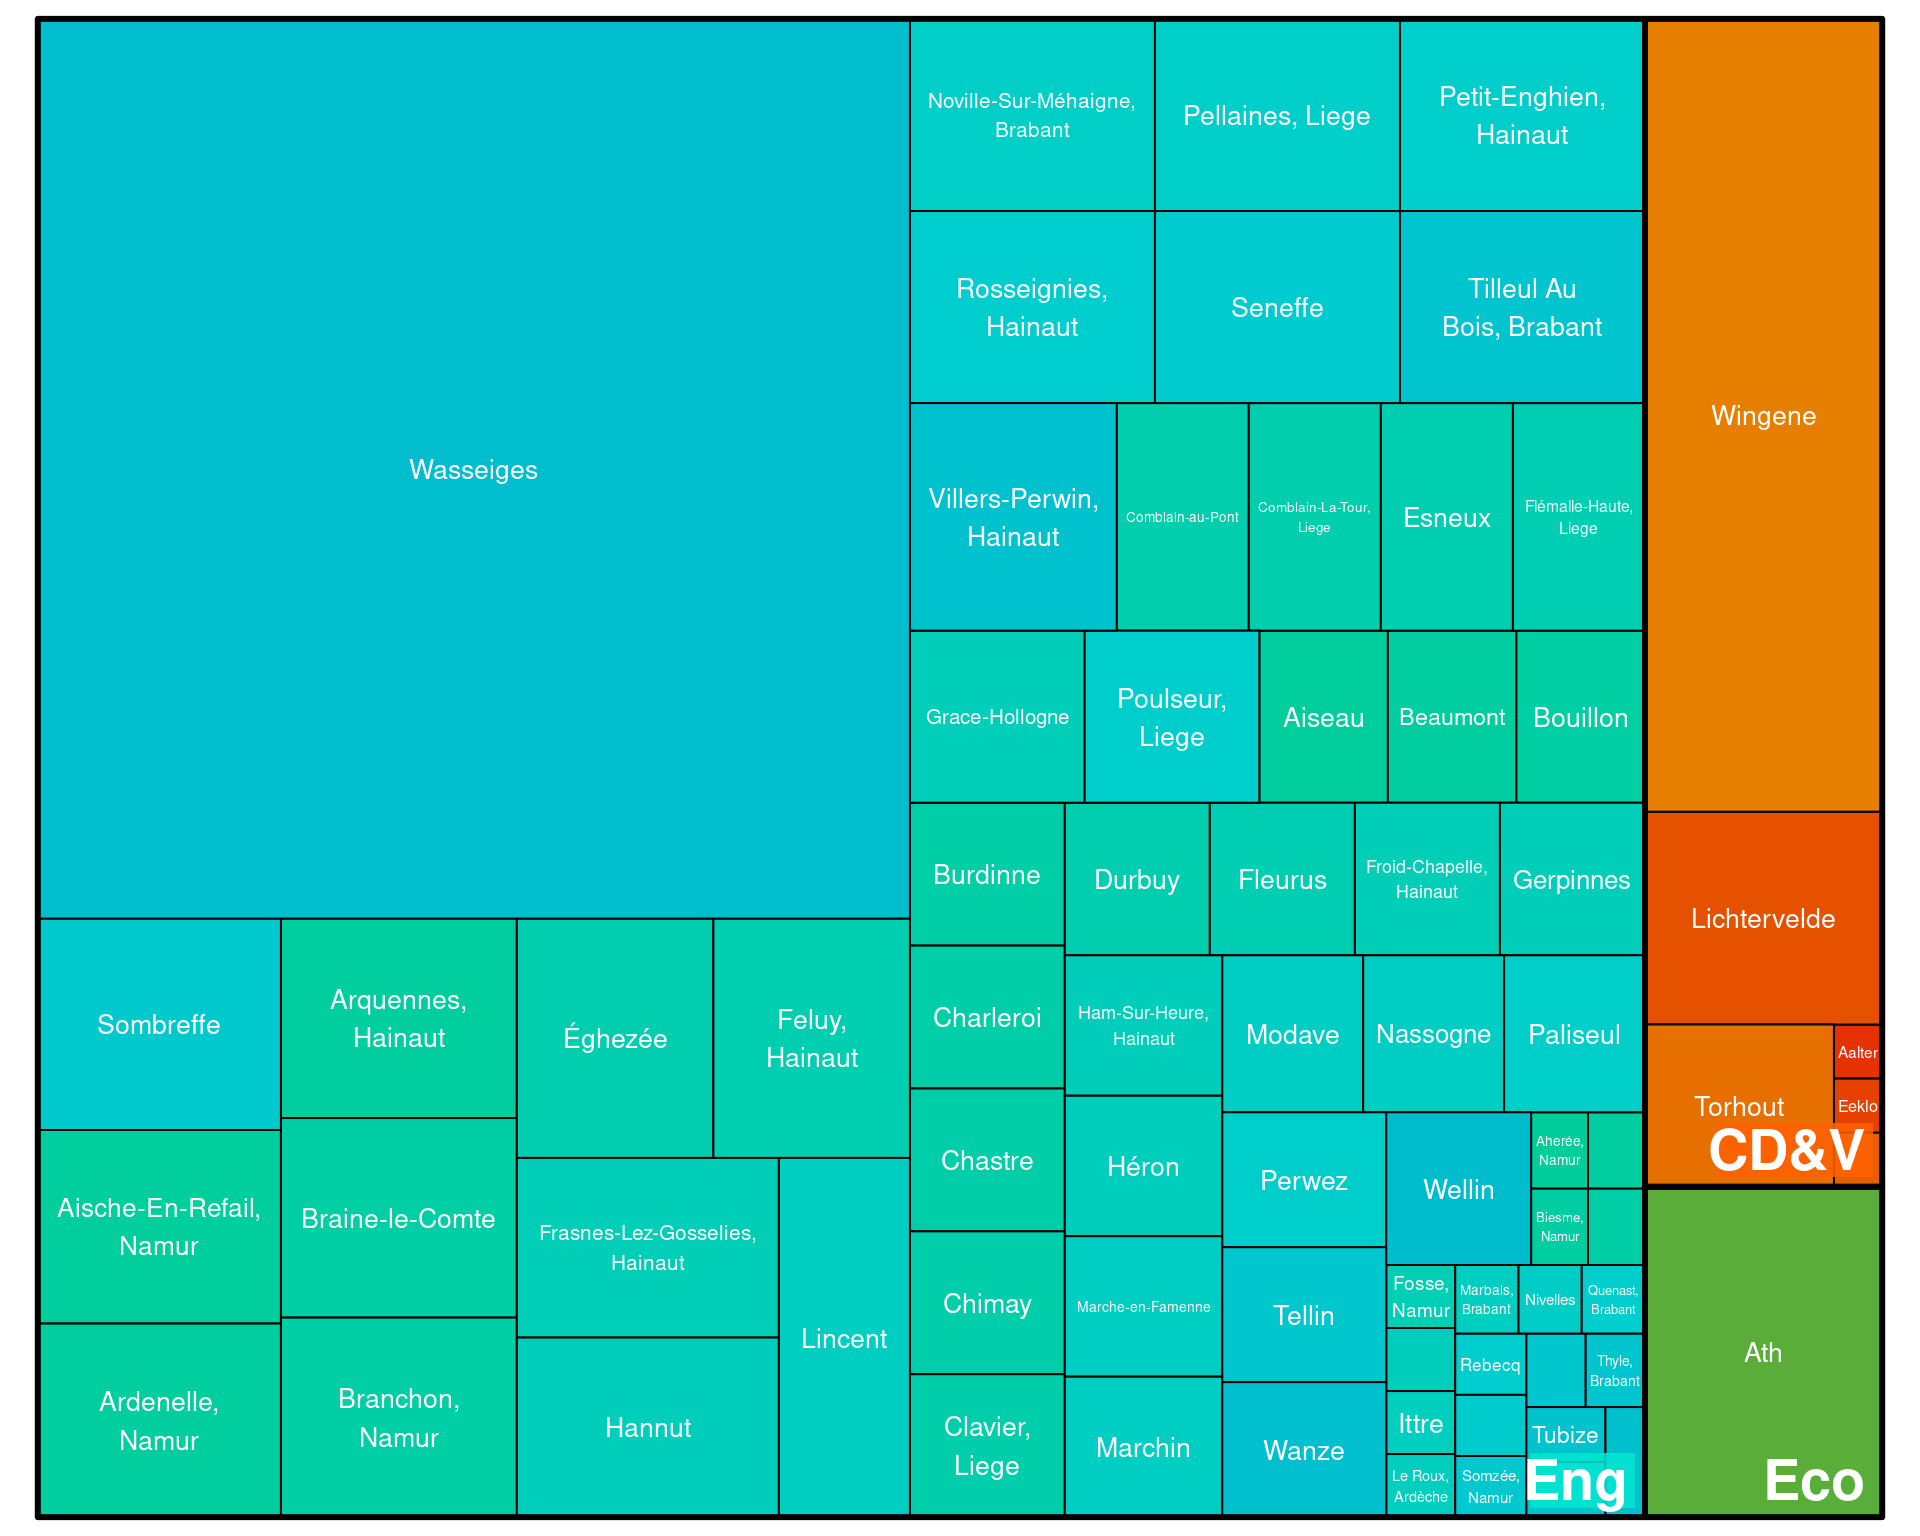 Wasseiges
Noville-Sur-Méhaigne,
Brabant
Pellaines, Liege
Petit-Enghien,
Hainaut
Rosseignies,
Hainaut
Seneffe
Tilleul Au
Bois, Brabant
Villers-Perwin,
Hainaut
Comblain-au-Pont
Comblain-La-Tour,
Liege
Esneux
Flémalle-Haute,
Liege
Grace-Hollogne
Poulseur,
Liege
Aiseau
Beaumont
Bouillon
Burdinne
Durbuy
Fleurus
Froid-Chapelle,
Hainaut
Gerpinnes
Sombreffe
Arquennes,
Hainaut
Éghezée
Feluy,
Hainaut
Charleroi
Ham-Sur-Heure,
Hainaut
Modave
Nassogne
Paliseul
Aische-En-Refail,
Namur
Braine-le-Comte
Frasnes-Lez-Gosselies,
Hainaut
Lincent
Chastre
Héron
Perwez
Wellin
Aherée,
Namur
Biesme,
Namur
Chimay
Marche-en-Famenne
Tellin
Fosse,
Namur
Marbais,
Brabant
Nivelles
Quenast,
Brabant
Rebecq
Thyle,
Brabant
Ardenelle,
Namur
Branchon,
Namur
Hannut
Clavier,
Liege
Marchin
Wanze
Ittre
Tubize
Le Roux,
Ardèche
Somzée,
Namur
Eng
Wingene
Lichtervelde
Torhout
Aalter
Eeklo
CD&V
Ath
Eco